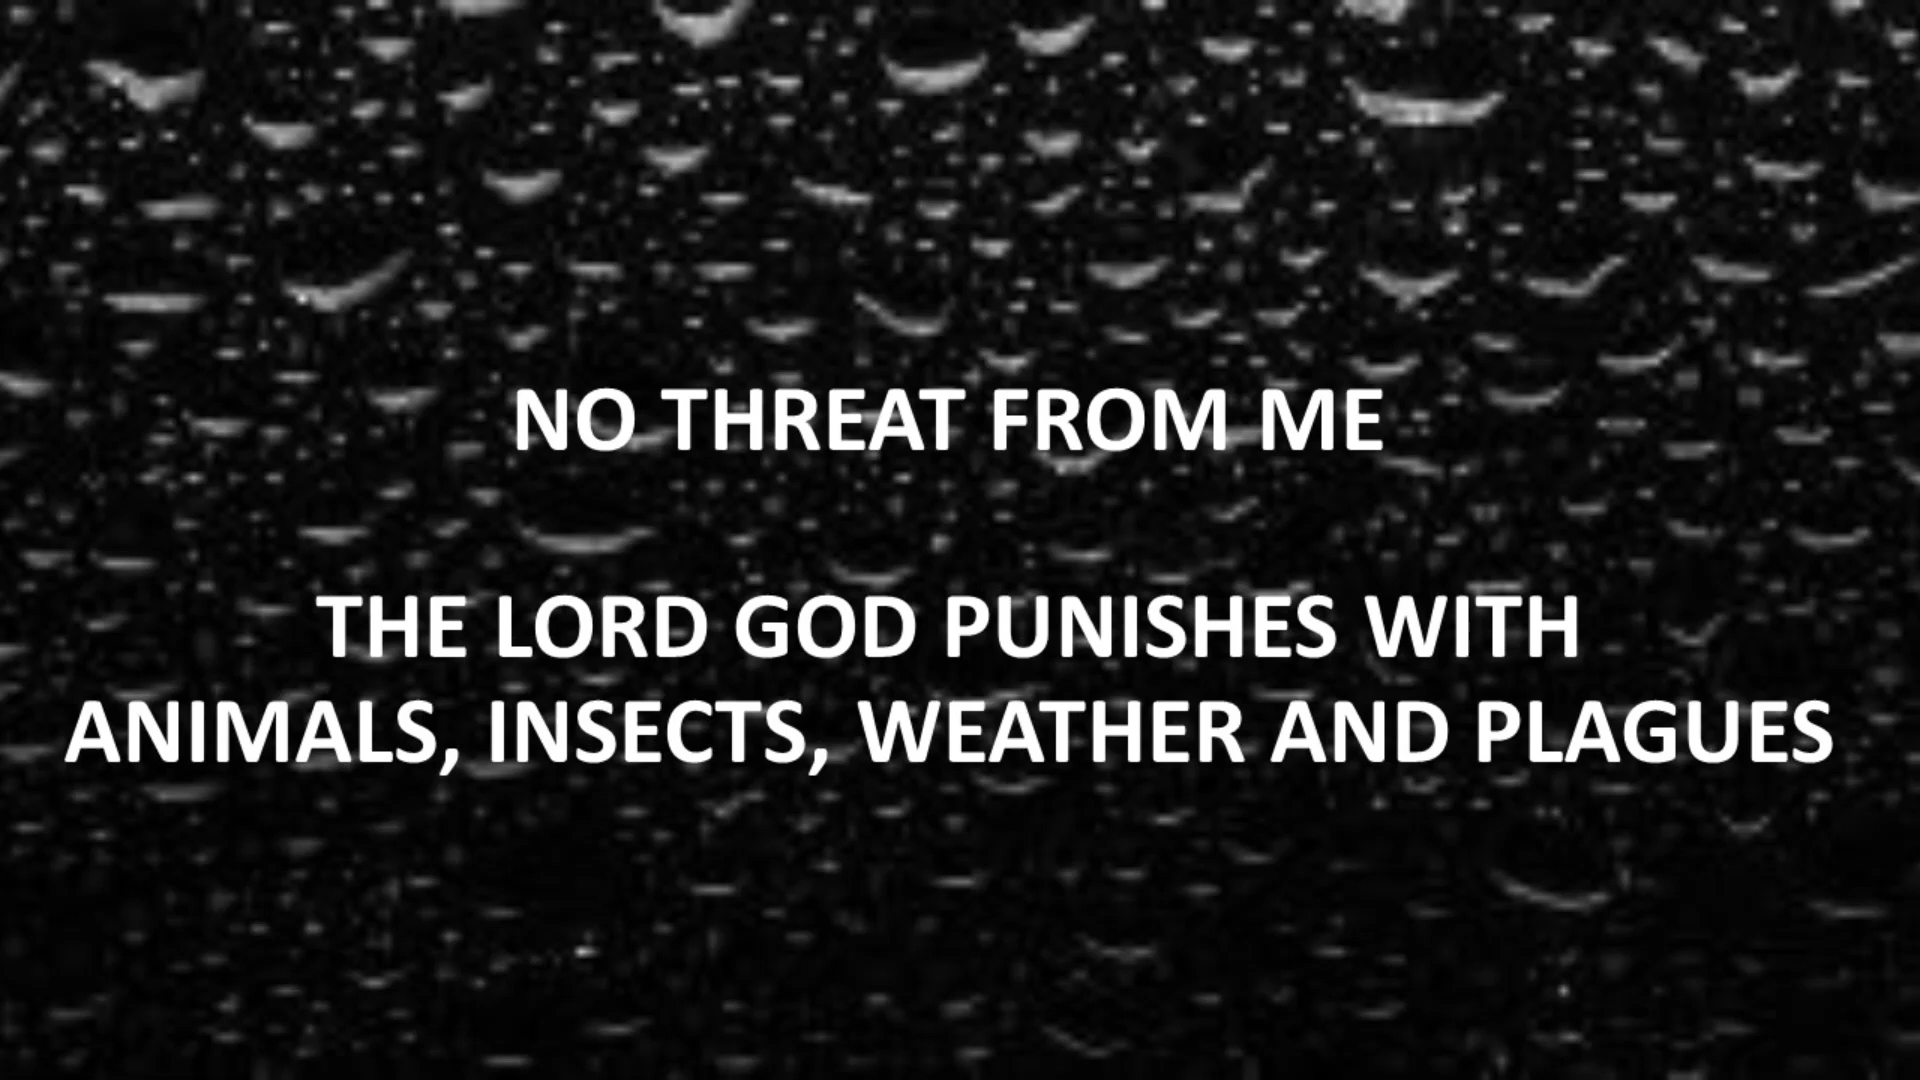 NO THREAT FROM ME
THE LORD GOD PUNISHES WITH
ANIMALS, INSECTS, WEATHER AND PLAGUES